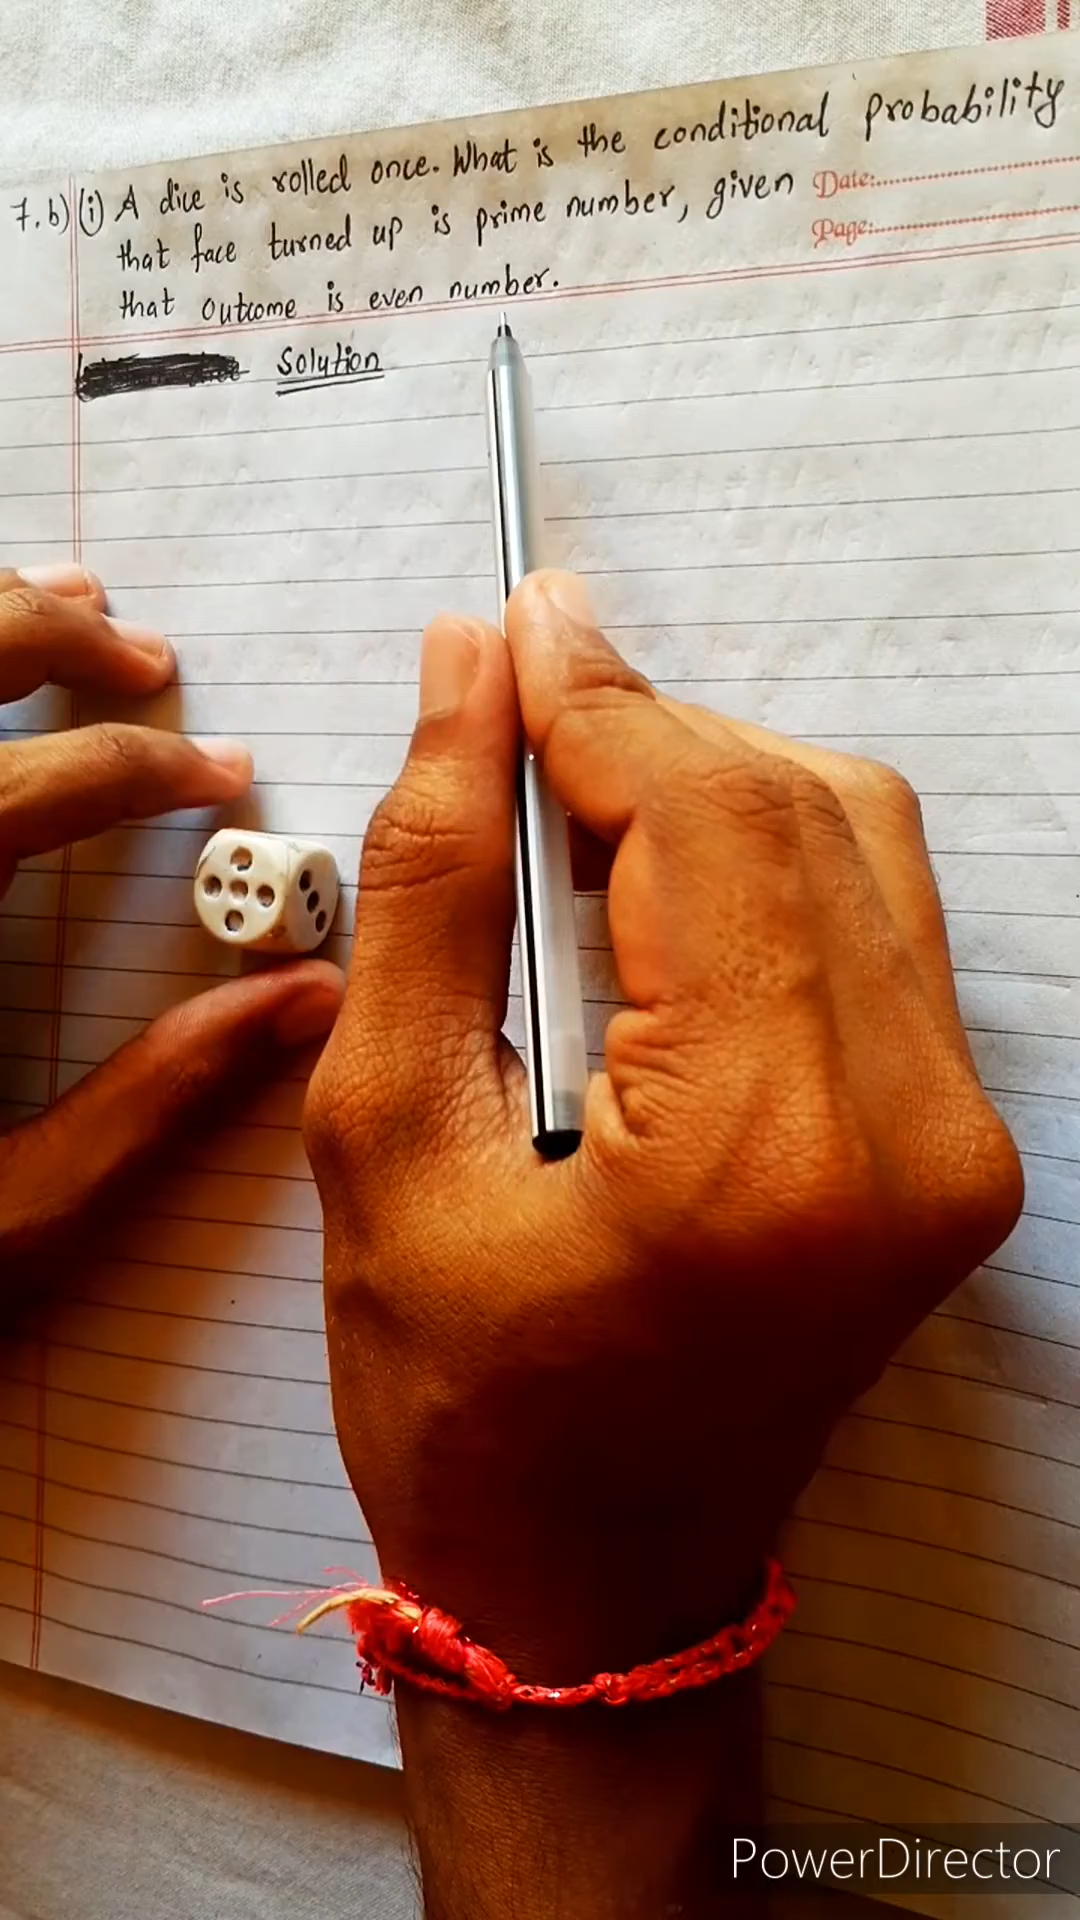 7.b) (i) A dice is rolled once. What is the conditional probability
that face turned up is prime number, given
that outcome is even number.
Date:
Page:
Solution
PowerDirector